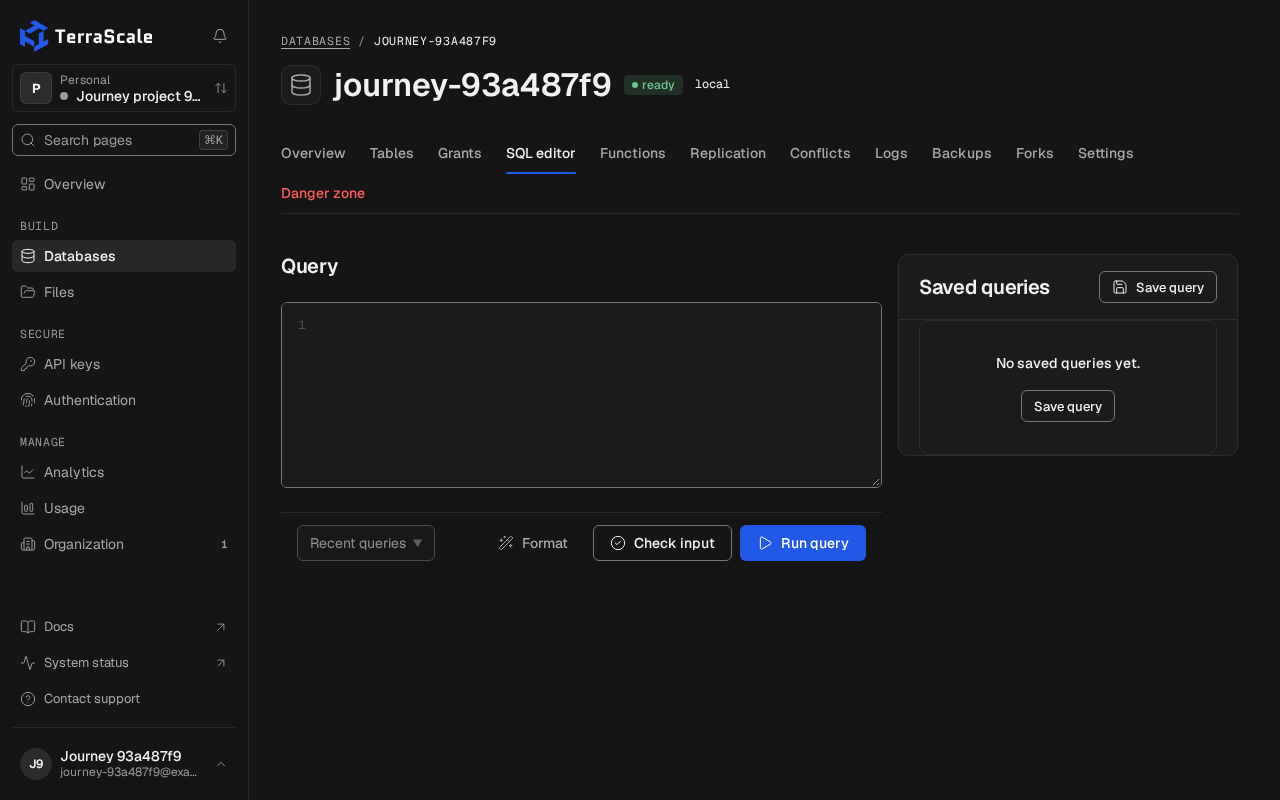 TerraScale
P
Personal
Journey project 9...
Search pages
⌘K
Overview
BUILD
Databases
Files
SECURE
API keys
Authentication
MANAGE
Analytics
Usage
Organization
1
Docs
System status
Contact support
J9
Journey 93a487f9
journey-93a487f9@exa...
DATABASES / JOURNEY-93A487F9
journey-93a487f9
ready
local
Overview
Tables
Grants
SQL editor
Functions
Replication
Conflicts
Logs
Backups
Forks
Settings
Danger zone
Query
1
Recent queries
Format
Check input
Run query
Saved queries
Save query
No saved queries yet.
Save query